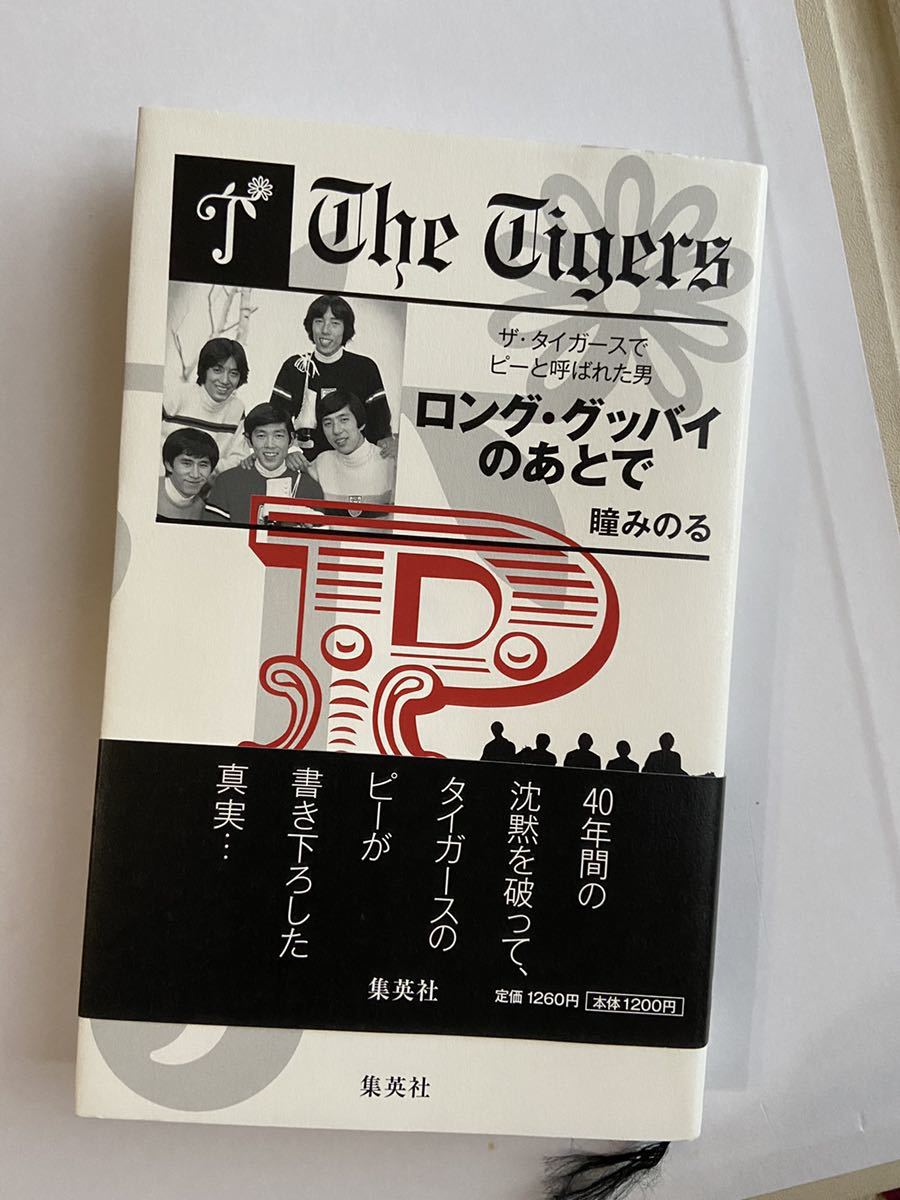 The Tigers
ザ・タイガースで
ピーと呼ばれた男
ロング・グッバイ
のあとで
瞳みのる
P
40年間の
沈黙を破って、
タイガースの
ピーが
書き下ろした
真実…
集英社
定価 1260円 本体 1200円
集英社